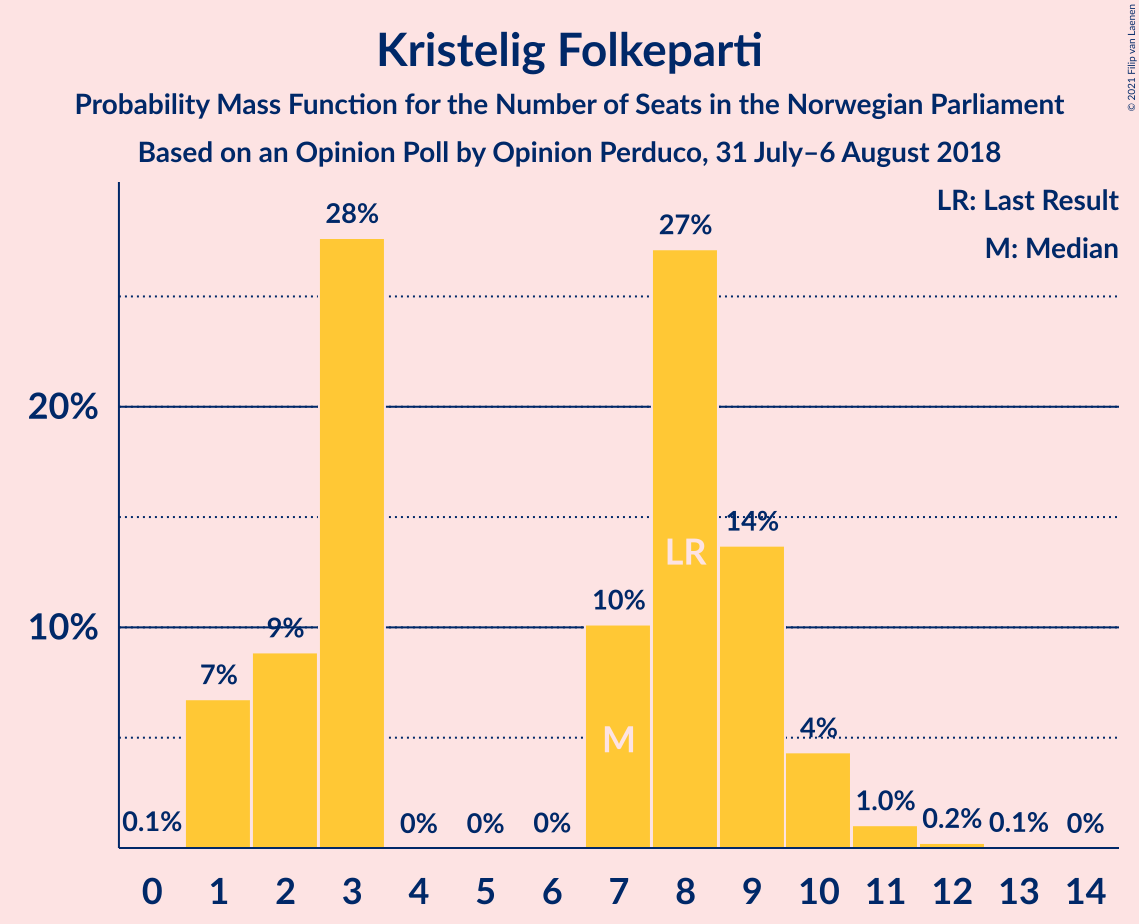 Kristelig Folkeparti
Probability Mass Function for the Number of Seats in the Norwegian Parliament
Based on an Opinion Poll by Opinion Perduco, 31 July–6 August 2018
© 2021 Filip van Laenen
LR: Last Result
M: Median
28%
27%
20%
14%
LR
10%
10%
9%
7%
M
4%
0.1%
0%
0%
0%
1.0%
0.2%
0.1%
0%
0 1 2 3 4 5 6 7 8 9 10 11 12 13 14